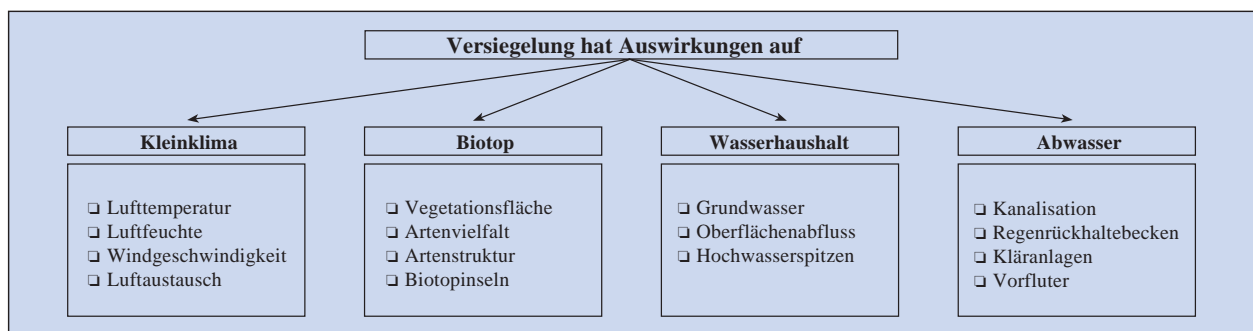 Versiegelung hat Auswirkungen auf
Kleinklima
❏ Lufttemperatur
❏ Luftfeuchte
❏ Windgeschwindigkeit
❏ Luftaustausch
Biotop
❏ Vegetationsfläche
❏ Artenvielfalt
❏ Artenstruktur
❏ Biotopinseln
Wasserhaushalt
❏ Grundwasser
❏ Oberflächenabfluss
❏ Hochwasserspitzen
Abwasser
❏ Kanalisation
❏ Regenrückhaltebecken
❏ Kläranlagen
❏ Vorfluter